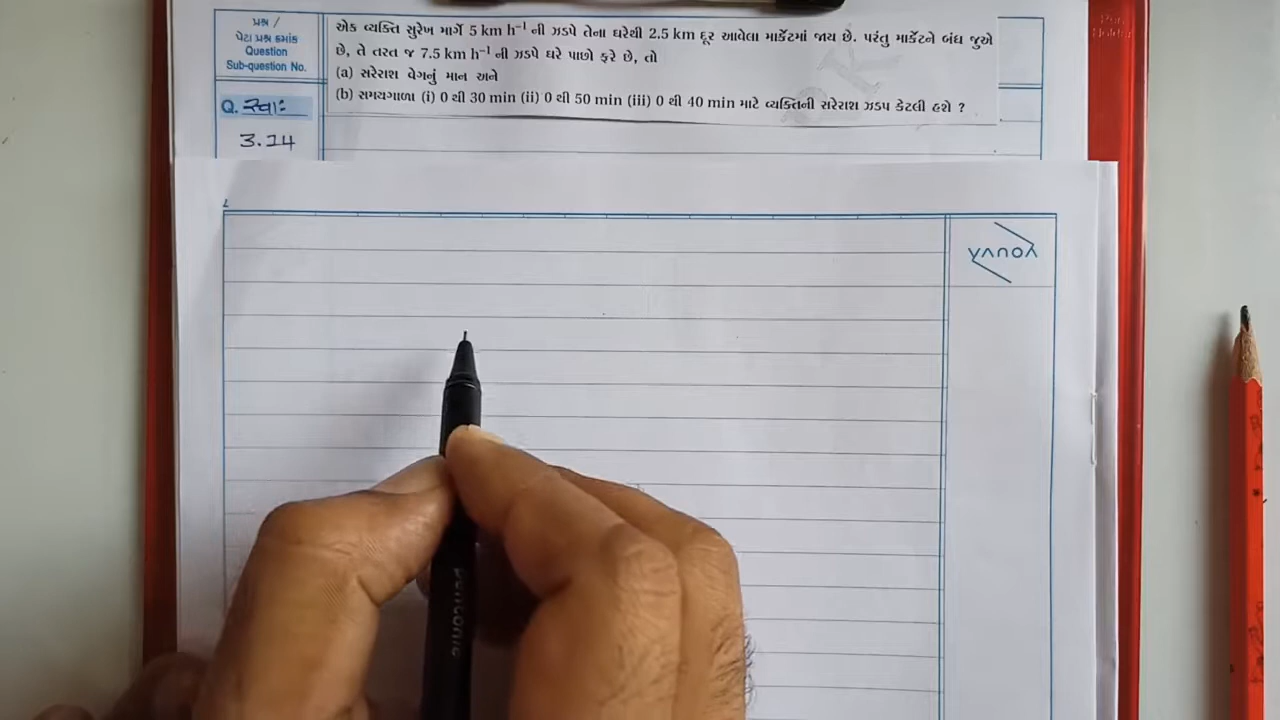 પ્રશ્ન /
પેટા પ્રશ્ન ક્રમાંક
Question
Sub-question No.
એક વ્યક્તિ સુરેખ માર્ગે 5 km h⁻¹ ની ઝડપે તેના ઘરેથી 2.5 km દૂર આવેલા માર્કેટમાં જાય છે. પરંતુ માર્કેટને બંધ જુએ
છે, તે તરત જ 7.5 km h⁻¹ ની ઝડપે ઘરે પાછો ફરે છે, તો
(a) સરેરાશ વેગનું માન અને
(b) સમયગાળા (i) 0 થી 30 min (ii) 0 થી 50 min (iii) 0 થી 40 min માટે વ્યક્તિની સરેરાશ ઝડપ કેટલી હશે ?
Q. સ્વાઃ
3.14
youva
pentonic